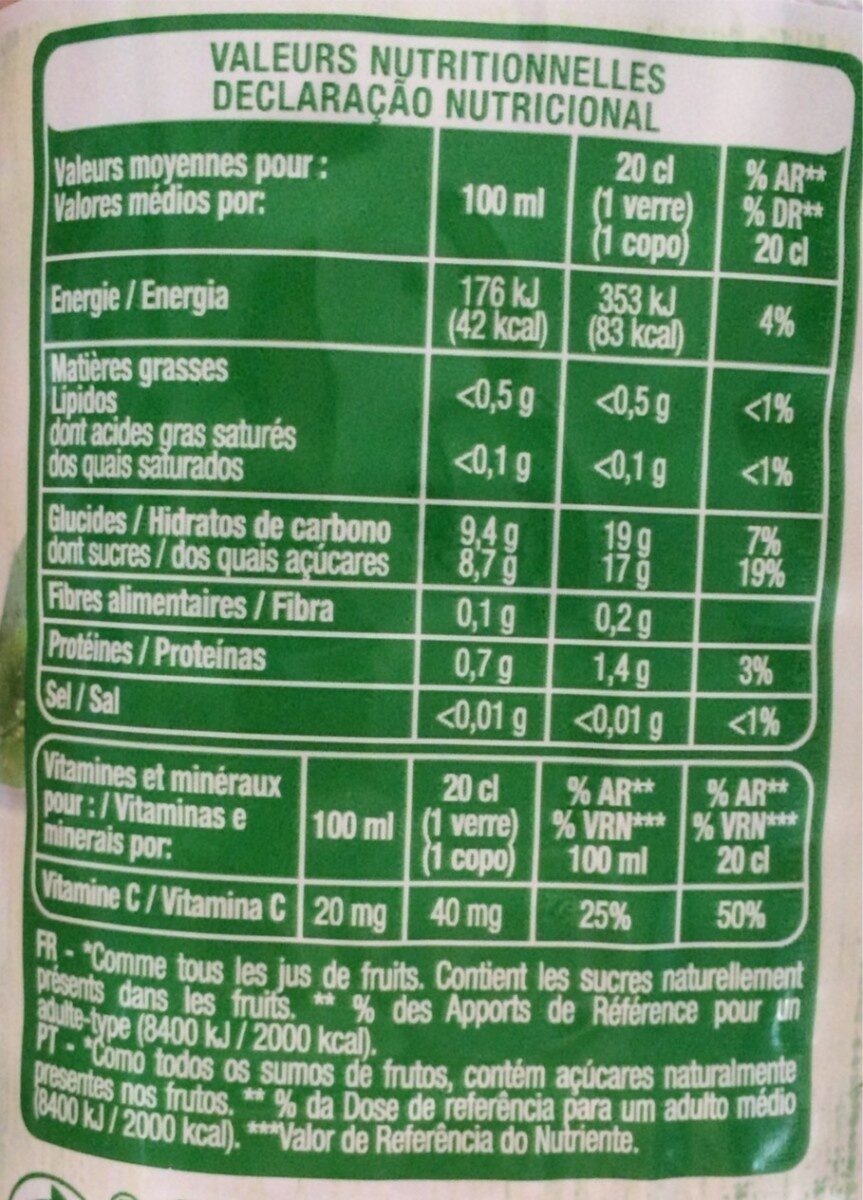 VALEURS NUTRITIONNELLES
DECLARAÇÃO NUTRICIONAL
Valeurs moyennes pour :
Valores médios por:
100 ml
20 cl
(1 verre)
(1 copo)
% AR**
% DR**
20 cl
Energie / Energia
176 kJ
(42 kcal)
353 kJ
(83 kcal)
4%
Matières grasses
Lipidos
<0,5 g <0,5 g <1%
dont acides gras saturés
dos quais saturados
<0,1 g <0,1 g <1%
Glucides / Hidratos de carbono 9,4 g 19 g 7%
dont sucres / dos quais açúcares 8,7 g 17 g 19%
Fibres alimentaires / Fibra 0,1 g 0,2 g
Protéines / Proteínas 0,7 g 1,4 g 3%
Sel / Sal <0,01 g <0,01 g <1%
Vitamines et minéraux
pour : / Vitaminas e
minerais por:
100 ml
20 cl
(1 verre)
(1 copo)
% AR**
% VRN***
100 ml
% AR**
% VRN***
20 cl
Vitamine C / Vitamina C 20 mg 40 mg 25% 50%
FR - *Comme tous les jus de fruits. Contient les sucres naturellement
présents dans les fruits. ** % des Apports de Référence pour un
adulte-type (8400 kJ / 2000 kcal).
PT - *Como todos os sumos de frutos, contém açúcares naturalmente
presentes nos frutos. ** % da Dose de referência para um adulto médio
(8400 kJ / 2000 kcal). ***Valor de Referência do Nutriente.